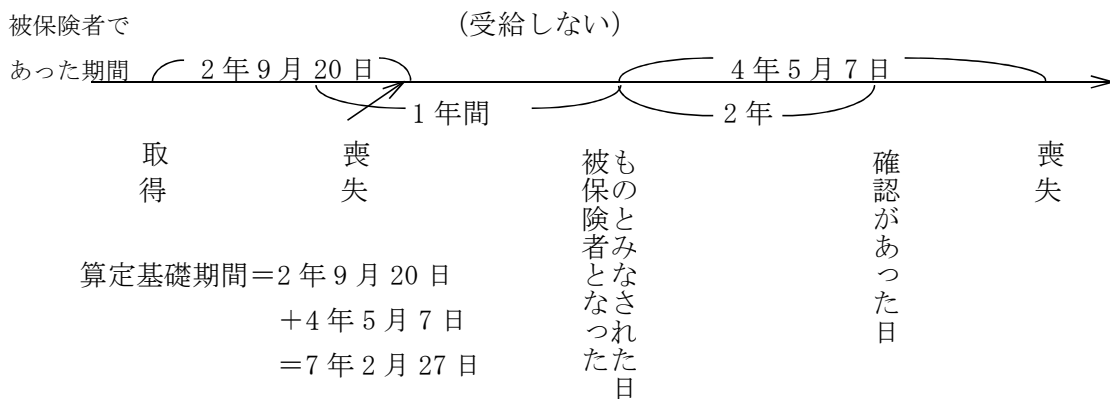 被保険者で
(受給しない)
あった期間
2年9月20日
4年5月7日
1年間
2年
取得
喪失
被保険者となった
ものとみなされた日
確認があった日
喪失
算定基礎期間＝2年9月20日
＋4年5月7日
＝7年2月27日